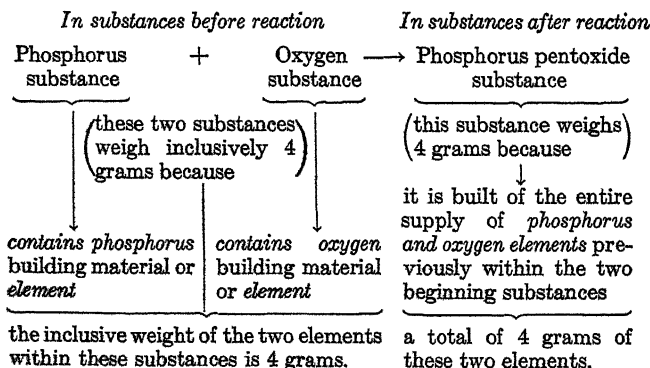 In substances before reaction
In substances after reaction
Phosphorus + Oxygen → Phosphorus pentoxide
substance substance substance
(these two substances
weigh inclusively 4
grams because)
(this substance weighs
4 grams because)
contains phosphorus
building material or
element
contains oxygen
building material
or element
it is built of the entire
supply of phosphorus
and oxygen elements pre-
viously within the two
beginning substances
the inclusive weight of the two elements
within these substances is 4 grams.
a total of 4 grams of
these two elements.